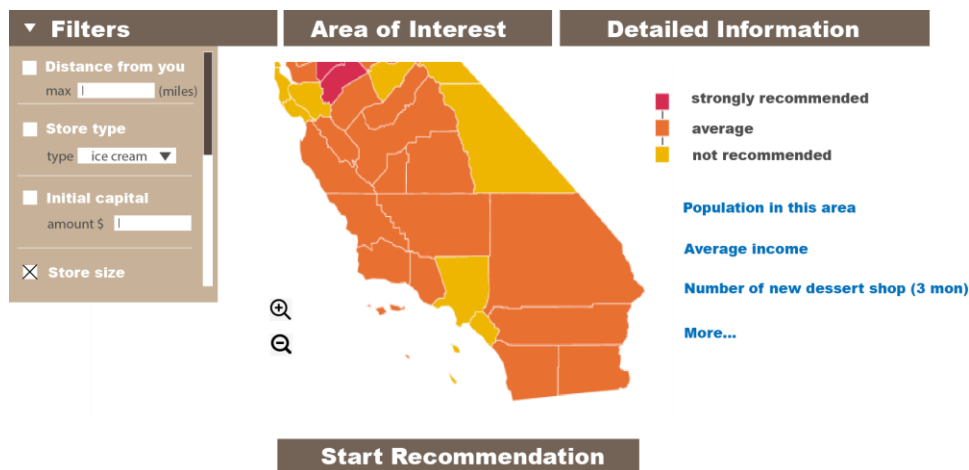 Filters
Area of Interest
Detailed Information
Distance from you
max (miles)
Store type
type ice cream
Initial capital
amount $
Store size
strongly recommended
average
not recommended
Population in this area
Average income
Number of new dessert shop (3 mon)
More...
Start Recommendation